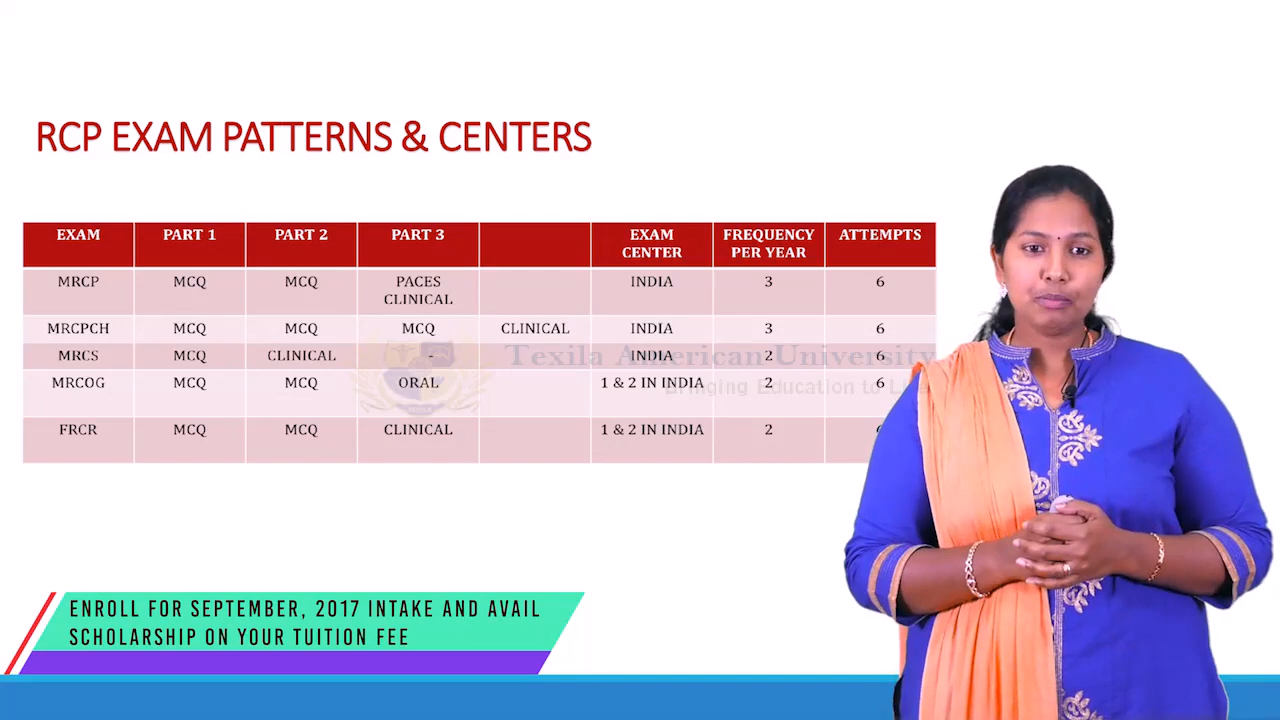 RCP EXAM PATTERNS & CENTERS
EXAM PART 1 PART 2 PART 3 EXAM CENTER FREQUENCY PER YEAR ATTEMPTS
MRCP MCQ MCQ PACES CLINICAL INDIA 3 6
MRCPCH MCQ MCQ MCQ CLINICAL INDIA 3 6
MRCS MCQ CLINICAL - INDIA 2 6
MRCOG MCQ MCQ ORAL 1 & 2 IN INDIA 2 6
FRCR MCQ MCQ CLINICAL 1 & 2 IN INDIA 2
Texila American University
Bringing Education to
ENROLL FOR SEPTEMBER, 2017 INTAKE AND AVAIL
SCHOLARSHIP ON YOUR TUITION FEE